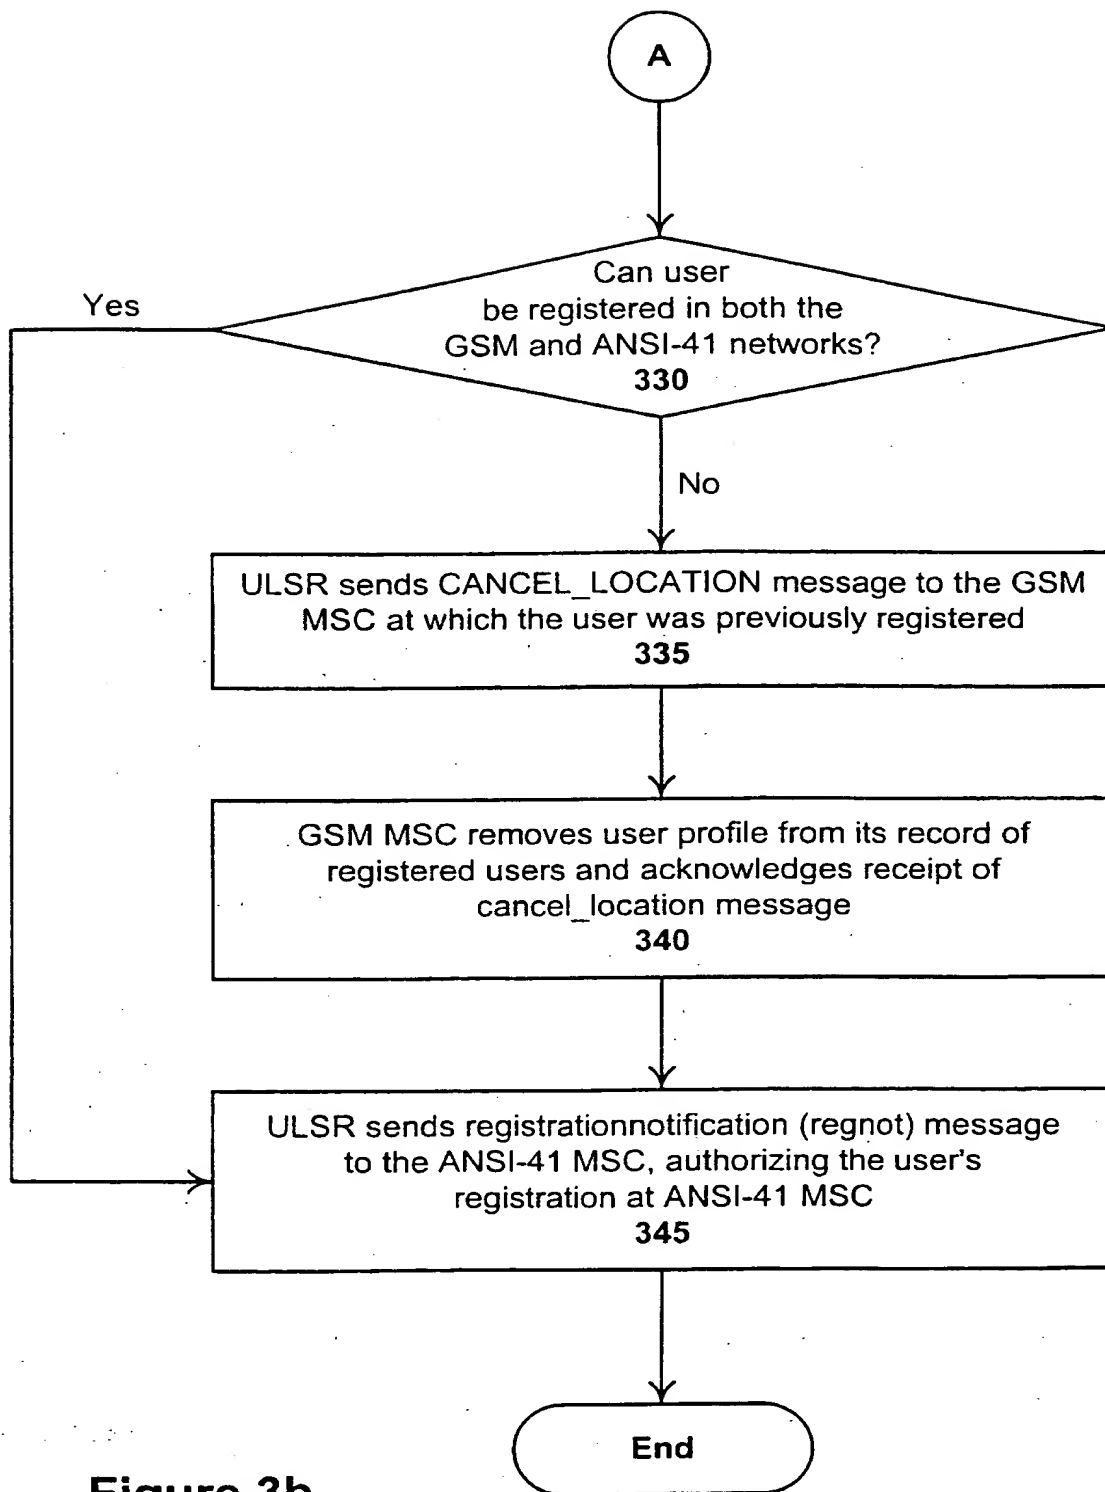 A
Can user
be registered in both the
GSM and ANSI-41 networks?
330
Yes
No
ULSR sends CANCEL_LOCATION message to the GSM
MSC at which the user was previously registered
335
GSM MSC removes user profile from its record of
registered users and acknowledges receipt of
cancel_location message
340
ULSR sends registrationnotification (regnot) message
to the ANSI-41 MSC, authorizing the user's
registration at ANSI-41 MSC
345
End
Figure 3b